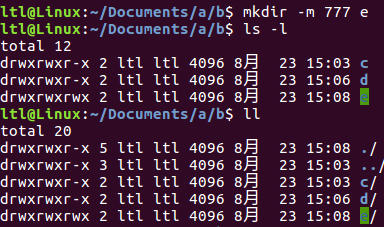 ltl@Linux:~/Documents/a/b$ mkdir -m 777 e
ltl@Linux:~/Documents/a/b$ ls -l
total 12
drwxrwxr-x 2 ltl ltl 4096 8月  23 15:03 c
drwxrwxr-x 2 ltl ltl 4096 8月  23 15:06 d
drwxrwxrwx 2 ltl ltl 4096 8月  23 15:08 e
ltl@Linux:~/Documents/a/b$ ll
total 20
drwxrwxr-x 5 ltl ltl 4096 8月  23 15:08 ./
drwxrwxr-x 3 ltl ltl 4096 8月  23 15:03 ../
drwxrwxr-x 2 ltl ltl 4096 8月  23 15:03 c/
drwxrwxr-x 2 ltl ltl 4096 8月  23 15:06 d/
drwxrwxrwx 2 ltl ltl 4096 8月  23 15:08 e/